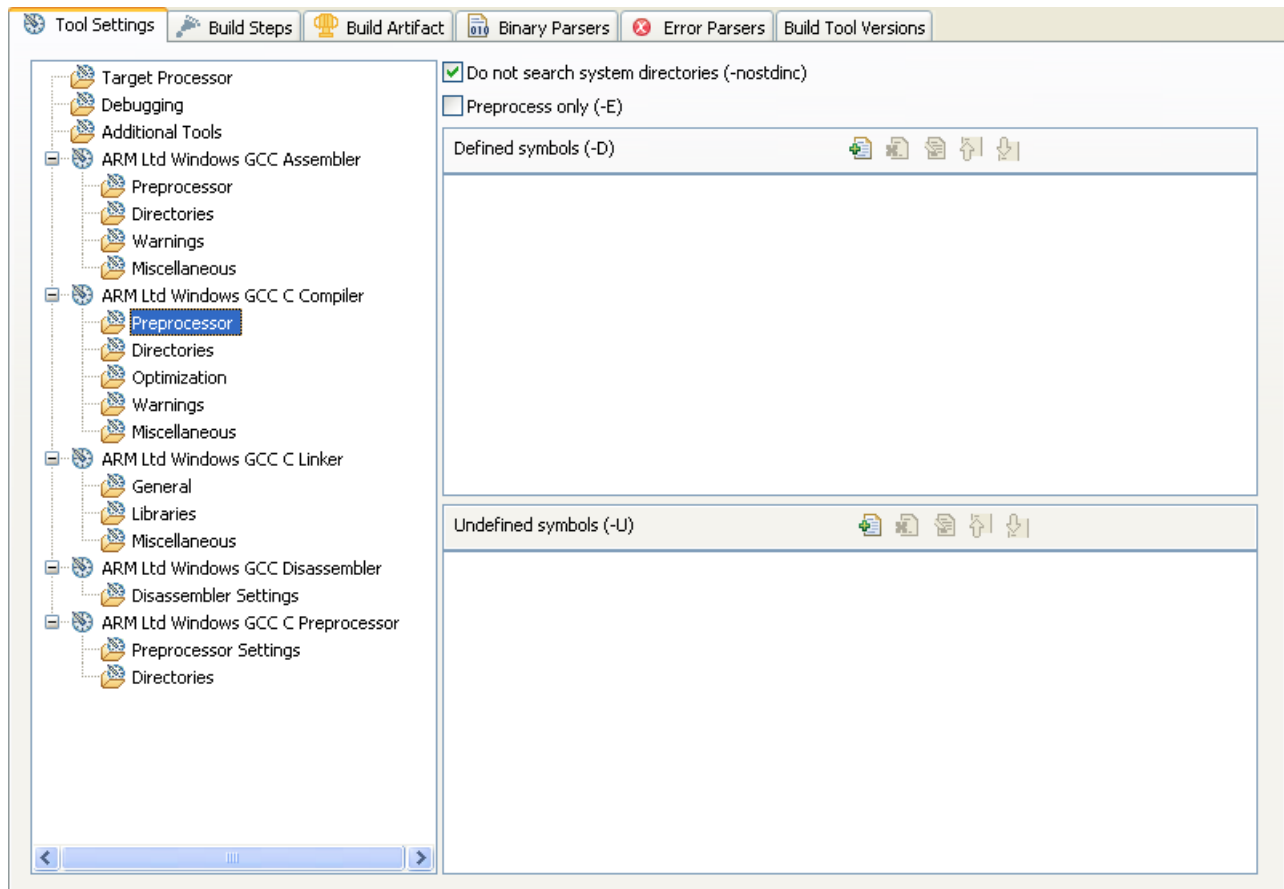 Tool Settings Build Steps Build Artifact Binary Parsers Error Parsers Build Tool Versions
Target Processor
Debugging
Additional Tools
ARM Ltd Windows GCC Assembler
Preprocessor
Directories
Warnings
Miscellaneous
ARM Ltd Windows GCC C Compiler
Preprocessor
Directories
Optimization
Warnings
Miscellaneous
ARM Ltd Windows GCC C Linker
General
Libraries
Miscellaneous
ARM Ltd Windows GCC Disassembler
Disassembler Settings
ARM Ltd Windows GCC C Preprocessor
Preprocessor Settings
Directories
Do not search system directories (-nostdinc)
Preprocess only (-E)
Defined symbols (-D)
Undefined symbols (-U)